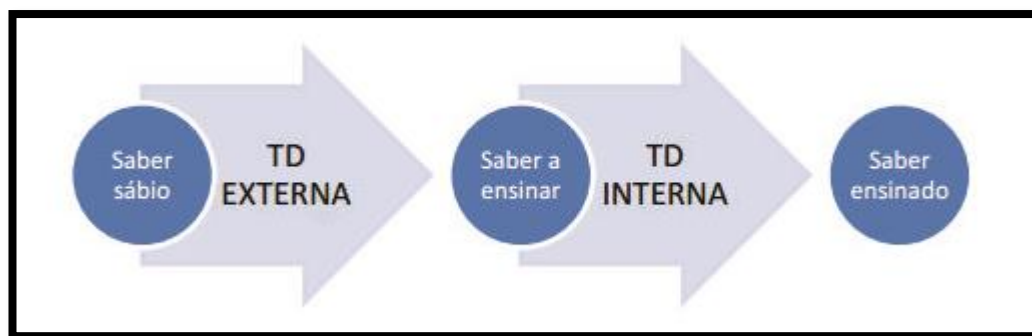 Saber
sábio
TD
EXTERNA
Saber a
ensinar
TD
INTERNA
Saber
ensinado